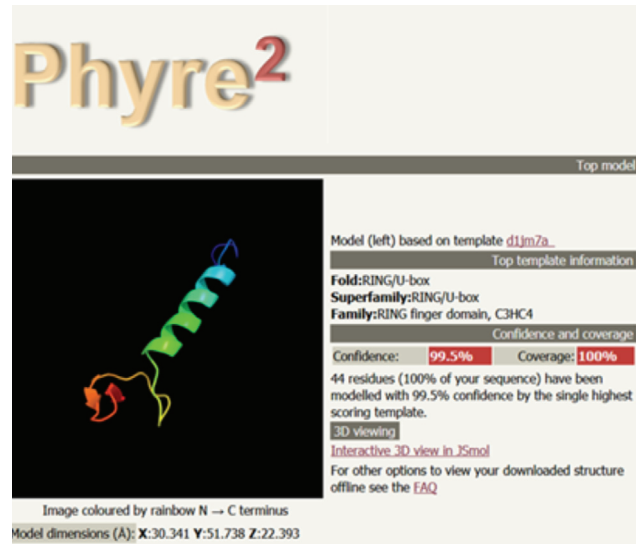 Phyre2
Top model
Model (left) based on template d1jm7a_
Top template information
Fold:RING/U-box
Superfamily:RING/U-box
Family:RING finger domain, C3HC4
Confidence and coverage
Confidence: 99.5% Coverage: 100%
44 residues (100% of your sequence) have been
modelled with 99.5% confidence by the single highest
scoring template.
3D viewing
Interactive 3D view in JSmol
For other options to view your downloaded structure
offline see the FAQ
Image coloured by rainbow N → C terminus
Model dimensions (Å): X:30.341 Y:51.738 Z:22.393